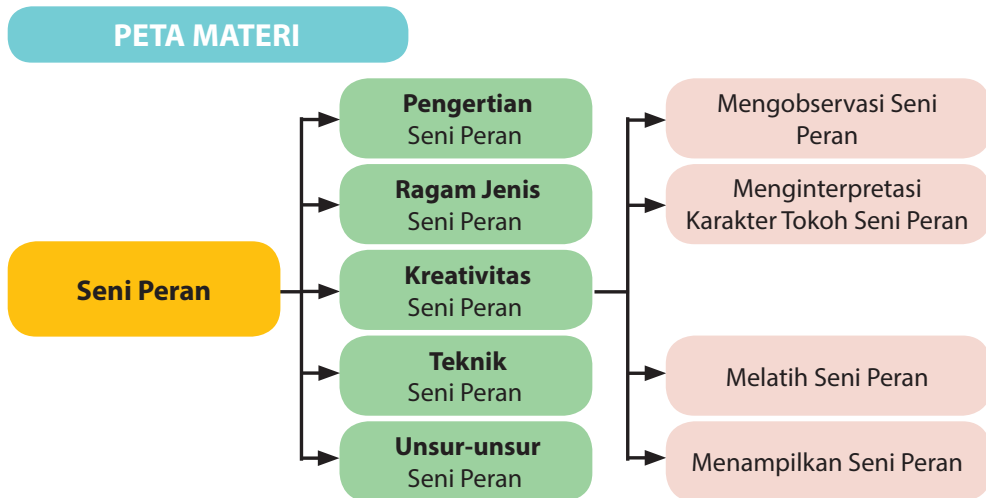 PETA MATERI
Seni Peran
Pengertian
Seni Peran
Ragam Jenis
Seni Peran
Kreativitas
Seni Peran
Teknik
Seni Peran
Unsur-unsur
Seni Peran
Mengobservasi Seni
Peran
Menginterpretasi
Karakter Tokoh Seni Peran
Melatih Seni Peran
Menampilkan Seni Peran